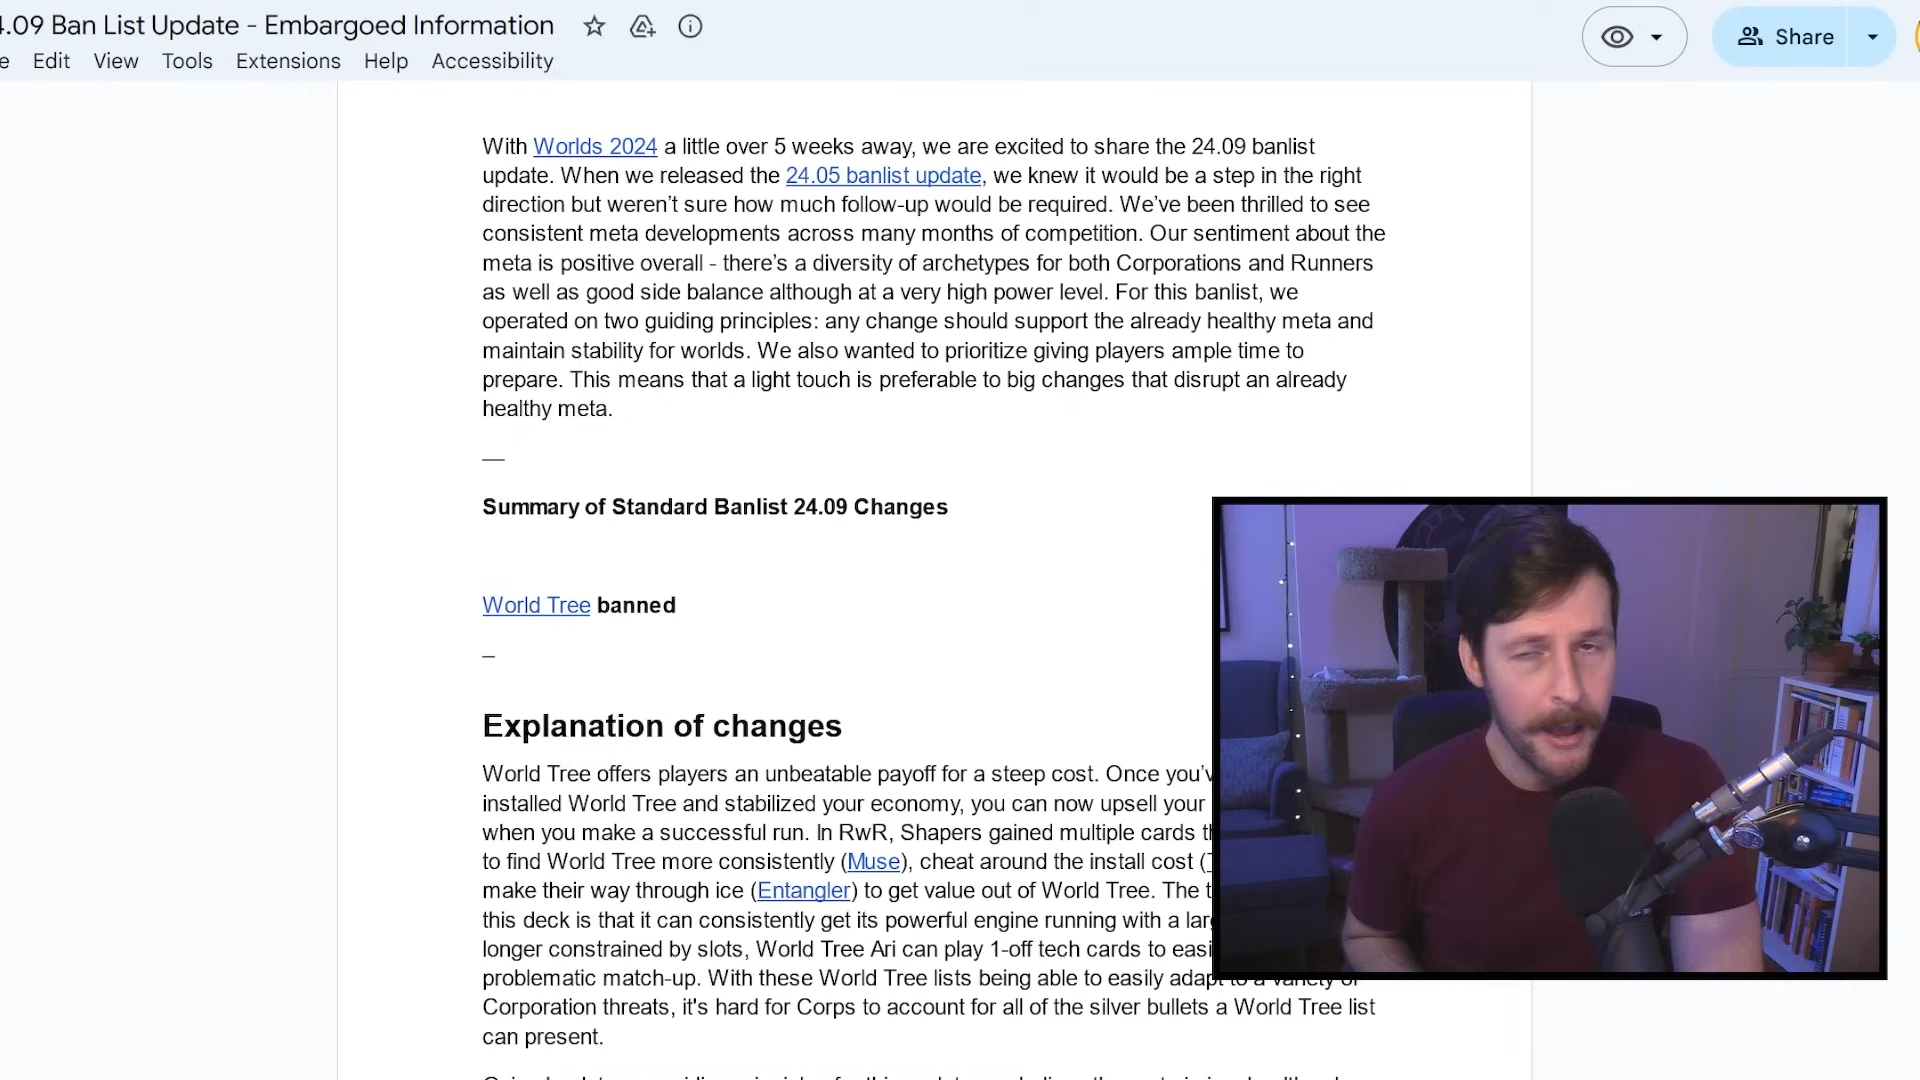 4.09 Ban List Update - Embargoed Information
Edit View Tools Extensions Help Accessibility
Share
With Worlds 2024 a little over 5 weeks away, we are excited to share the 24.09 banlist
update. When we released the 24.05 banlist update, we knew it would be a step in the right
direction but weren't sure how much follow-up would be required. We've been thrilled to see
consistent meta developments across many months of competition. Our sentiment about the
meta is positive overall - there's a diversity of archetypes for both Corporations and Runners
as well as good side balance although at a very high power level. For this banlist, we
operated on two guiding principles: any change should support the already healthy meta and
maintain stability for worlds. We also wanted to prioritize giving players ample time to
prepare. This means that a light touch is preferable to big changes that disrupt an already
healthy meta.
—
Summary of Standard Banlist 24.09 Changes
World Tree banned
–
Explanation of changes
World Tree offers players an unbeatable payoff for a steep cost. Once you'v
installed World Tree and stabilized your economy, you can now upsell your
when you make a successful run. In RwR, Shapers gained multiple cards th
to find World Tree more consistently (Muse), cheat around the install cost (
make their way through ice (Entangler) to get value out of World Tree. The t
this deck is that it can consistently get its powerful engine running with a larg
longer constrained by slots, World Tree Ari can play 1-off tech cards to easi
problematic match-up. With these World Tree lists being able to easily adapt to a variety of
Corporation threats, it's hard for Corps to account for all of the silver bullets a World Tree list
can present.